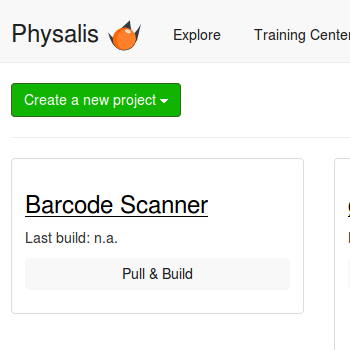 Physalis Explore Training Center
Create a new project
Barcode Scanner
Last build: n.a.
Pull & Build